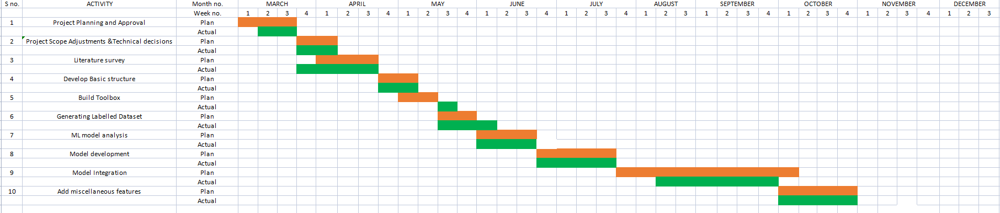 S no. ACTIVITY Month no. MARCH APRIL MAY JUNE JULY AUGUST SEPTEMBER OCTOBER NOVEMBER DECEMBER
Week no. 1 2 3 4 1 2 3 4 1 2 3 4 1 2 3 4 1 2 3 4 1 2 3 1 2 3 4 1 2 3 4 1 2 3 4 1 2 3
1 Project Planning and Approval Plan
Actual
2 Project Scope Adjustments &Technical decisions Plan
Actual
3 Literature survey Plan
Actual
4 Develop Basic structure Plan
Actual
5 Build Toolbox Plan
Actual
6 Generating Labelled Dataset Plan
Actual
7 ML model analysis Plan
Actual
8 Model development Plan
Actual
9 Model Integration Plan
Actual
10 Add miscellaneous features Plan
Actual